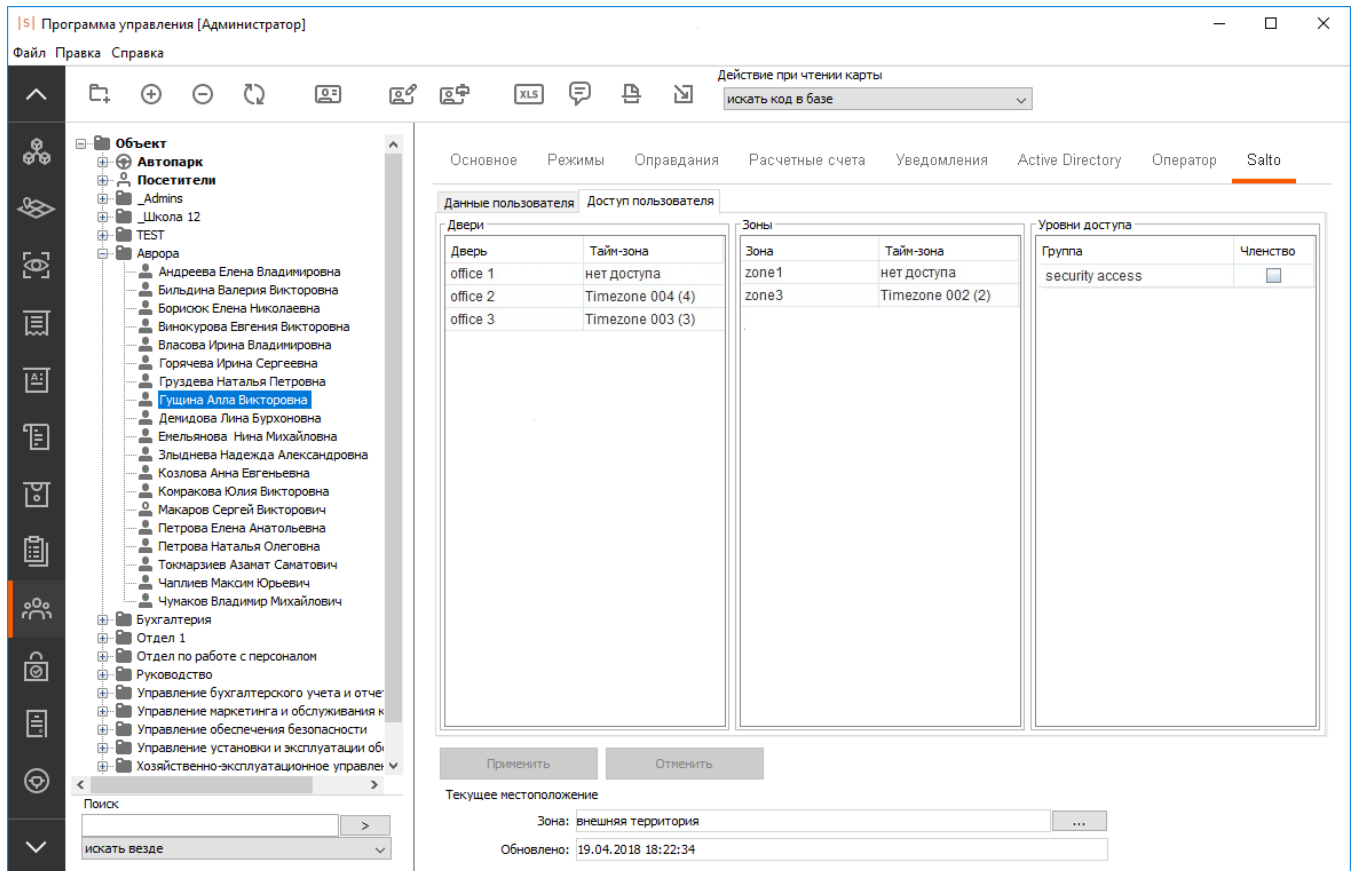 |S| Программа управления [Администратор]
Файл Правка Справка
Действие при чтении карты
XLS
искать код в базе
Объект
Автопарк
Посетители
_Admins
_Школа 12
TEST
Аврора
Андреева Елена Владимировна
Бильдина Валерия Викторовна
Борисюк Елена Николаевна
Винокурова Евгения Викторовна
Власова Ирина Владимировна
Горячева Ирина Сергеевна
Груздева Наталья Петровна
Гущина Алла Викторовна
Демидова Лина Бурхоновна
Емельянова Нина Михайловна
Злыднева Надежда Александровна
Козлова Анна Евгеньевна
Комракова Юлия Викторовна
Макаров Сергей Викторович
Петрова Елена Анатольевна
Петрова Наталья Олеговна
Токмарзиев Азамат Саматович
Чаплиев Максим Юрьевич
Чумаков Владимир Михайлович
Бухгалтерия
Отдел 1
Отдел по работе с персоналом
Руководство
Управление бухгалтерского учета и отче
Управление маркетинга и обслуживания к
Управление обеспечения безопасности
Управление установки и эксплуатации об
Хозяйственно-эксплуатационное управлен
Поиск
>
искать везде
Основное Режимы Оправдания Расчетные счета Уведомления Active Directory Оператор Salto
Данные пользователя Доступ пользователя
Двери Зоны Уровни доступа
Дверь Тайм-зона Зона Тайм-зона Группа Членство
office 1 нет доступа zone1 нет доступа security access
office 2 Timezone 004 (4) zone3 Timezone 002 (2)
office 3 Timezone 003 (3)
Применить Отменить
Текущее местоположение
Зона: внешняя территория ...
Обновлено: 19.04.2018 18:22:34